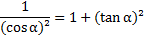 1/(cos α)² = 1 + (tan α)²